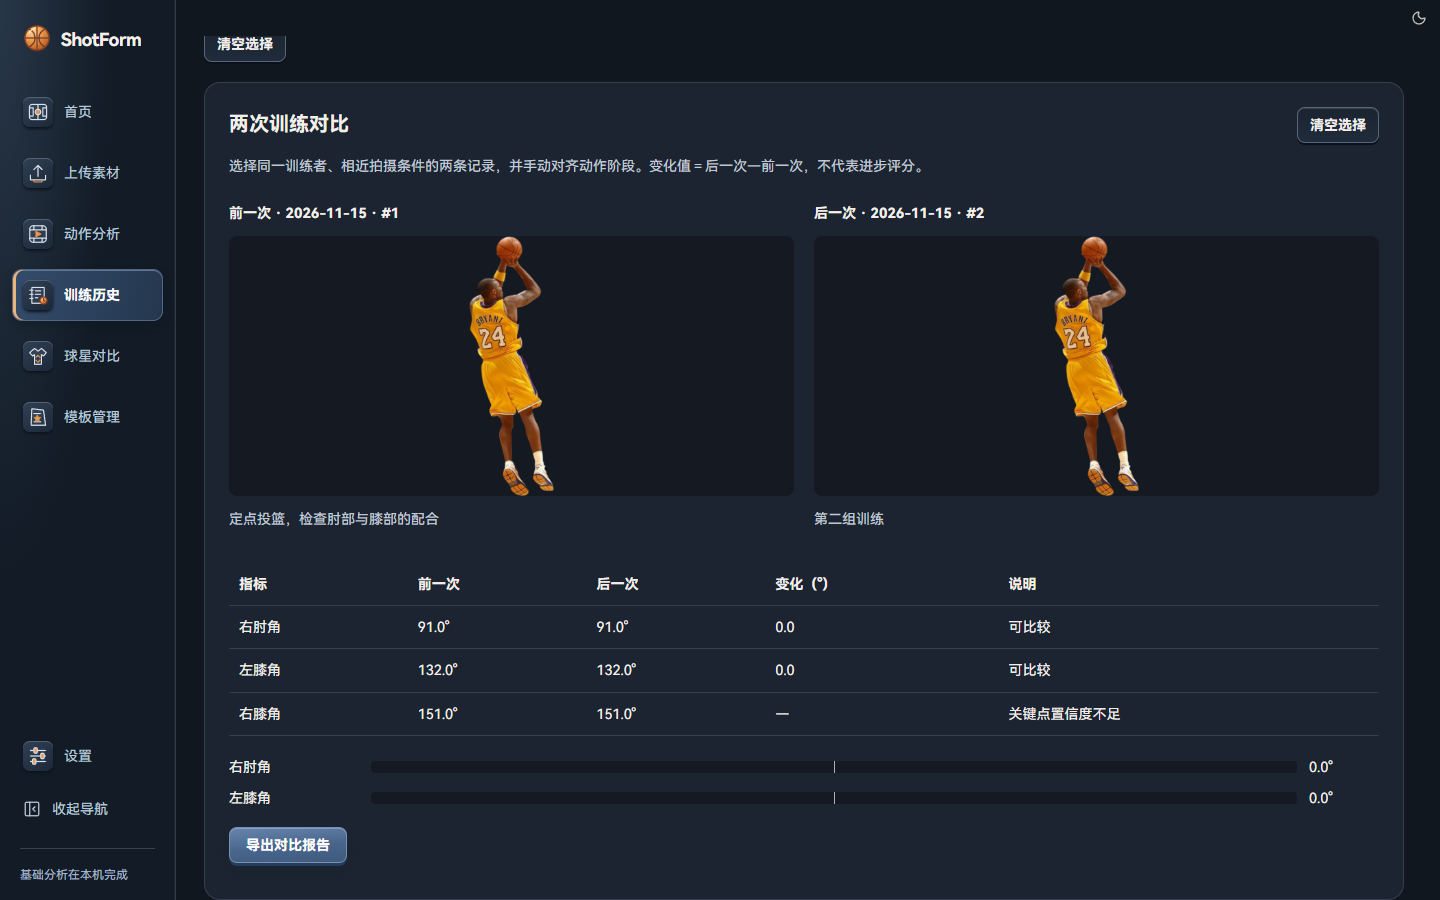 ShotForm
首页
上传素材
动作分析
训练历史
球星对比
模板管理
设置
收起导航
基础分析在本机完成
清空选择
两次训练对比
清空选择
选择同一训练者、相近拍摄条件的两条记录，并手动对齐动作阶段。变化值 = 后一次—前一次，不代表进步评分。
前一次 · 2026-11-15 · #1
后一次 · 2026-11-15 · #2
BRYANT
24
BRYANT
24
定点投篮，检查肘部与膝部的配合
第二组训练
指标 前一次 后一次 变化（°） 说明
右肘角 91.0° 91.0° 0.0 可比较
左膝角 132.0° 132.0° 0.0 可比较
右膝角 151.0° 151.0° — 关键点置信度不足
右肘角 0.0°
左膝角 0.0°
导出对比报告